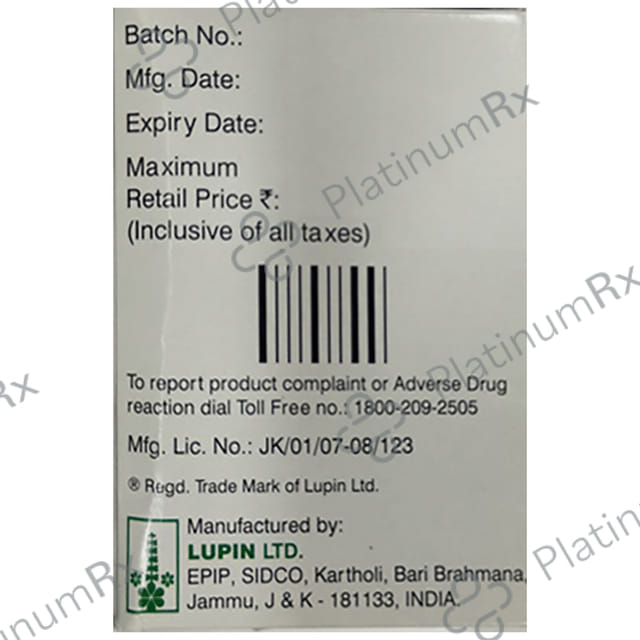 Batch No.:
Mfg. Date:
Expiry Date:
Maximum
Retail Price ₹:
(Inclusive of all taxes)
To report product complaint or Adverse Drug
reaction dial Toll Free no.: 1800-209-2505
Mfg. Lic. No.: JK/01/07-08/123
® Regd. Trade Mark of Lupin Ltd.
Manufactured by:
LUPIN LTD.
EPIP, SIDCO, Kartholi, Bari Brahmana,
Jammu, J & K - 181133, INDIA.
PlatinumRx
PlatinumRx